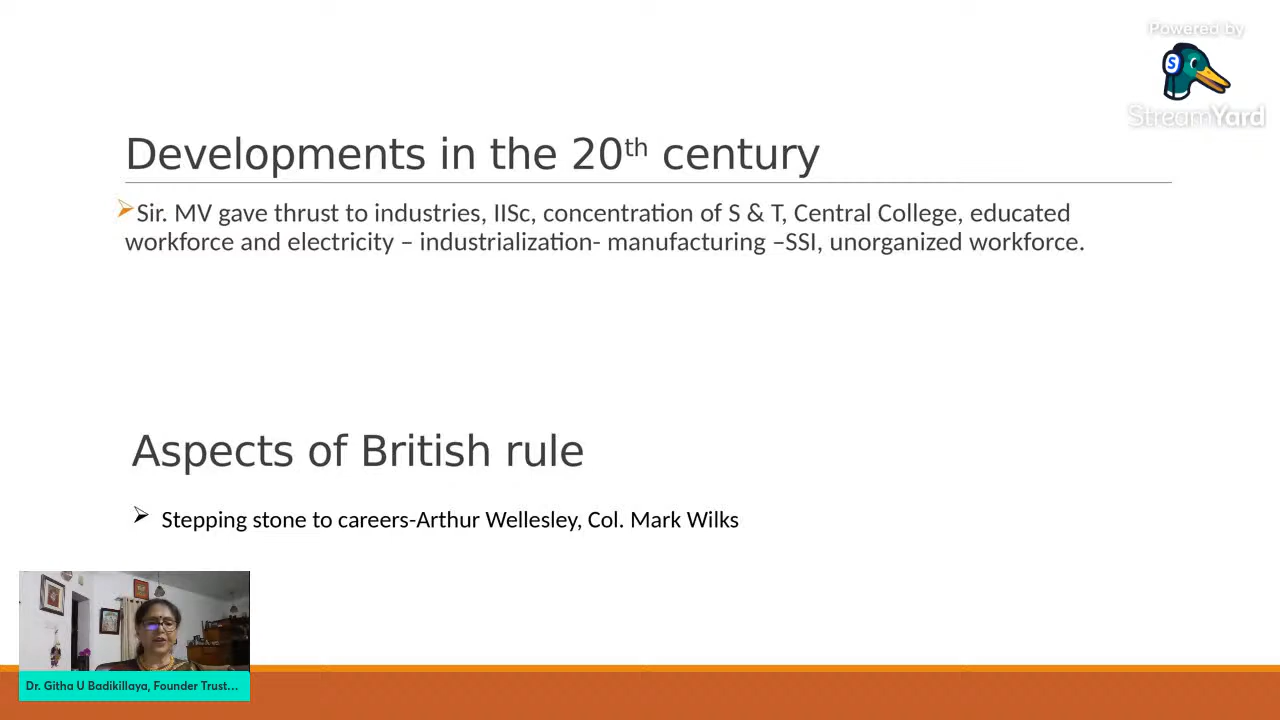 Powered by
StreamYard
Developments in the 20th century
Sir. MV gave thrust to industries, IISc, concentration of S & T, Central College, educated
workforce and electricity – industrialization- manufacturing –SSI, unorganized workforce.
Aspects of British rule
Stepping stone to careers-Arthur Wellesley, Col. Mark Wilks
Dr. Githa U Badikillaya, Founder Trust...